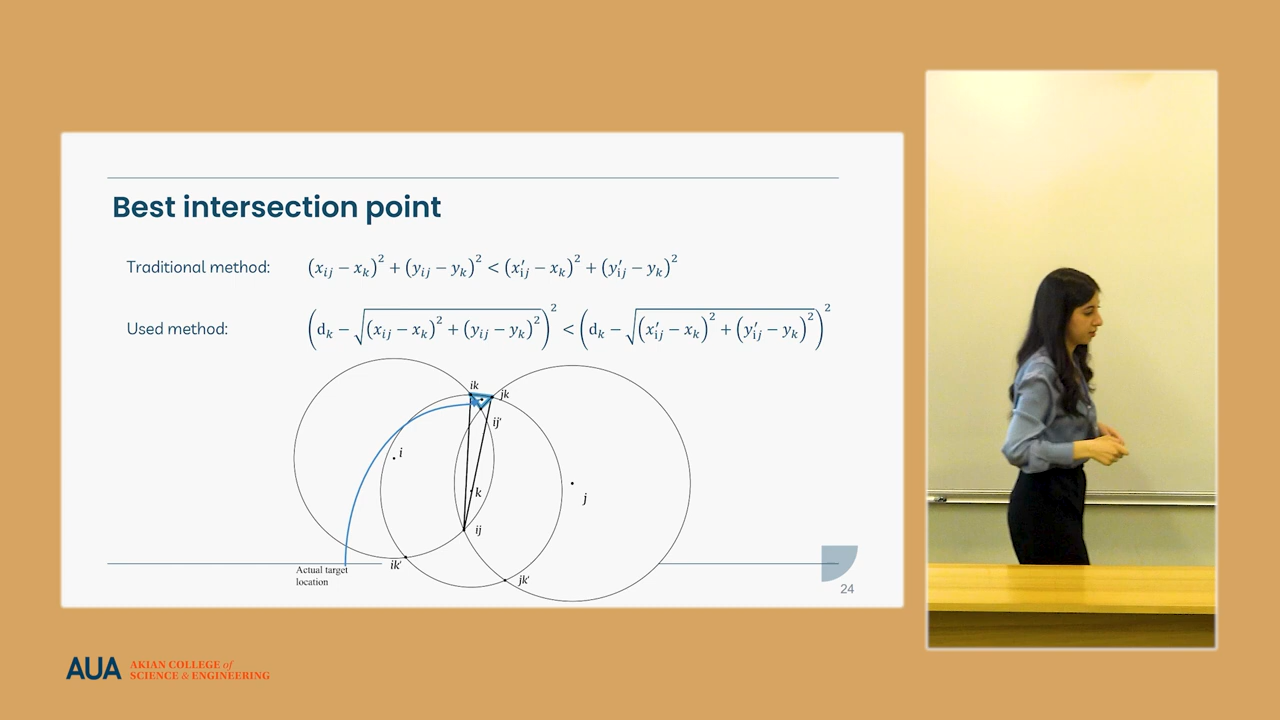 Best intersection point
Traditional method: (x_ij − x_k)² + (y_ij − y_k)² < (x′_ij − x_k)² + (y′_ij − y_k)²
Used method: (d_k − √((x_ij − x_k)² + (y_ij − y_k)²))² < (d_k − √((x′_ij − x_k)² + (y′_ij − y_k)²))²
ik
jk
ij'
i
k
j
ij
ik'
Actual target
location
jk'
24
AUA AKIAN COLLEGE of
SCIENCE & ENGINEERING